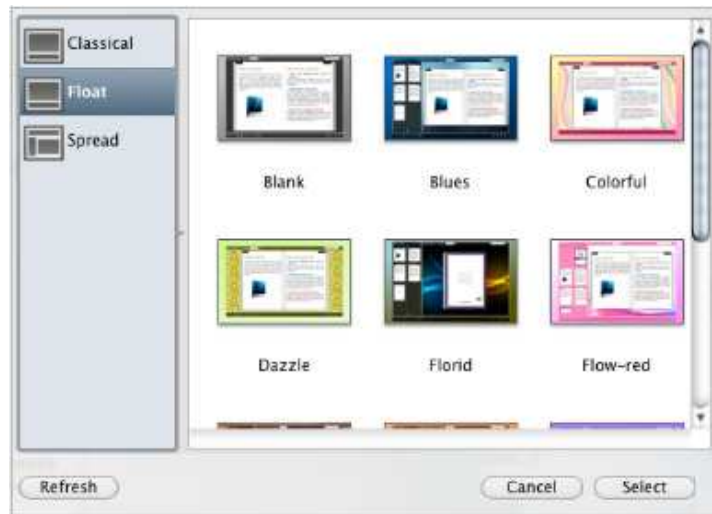 Classical
Float
Spread
Blank
Blues
Colorful
Dazzle
Florid
Flow-red
Refresh
Cancel
Select